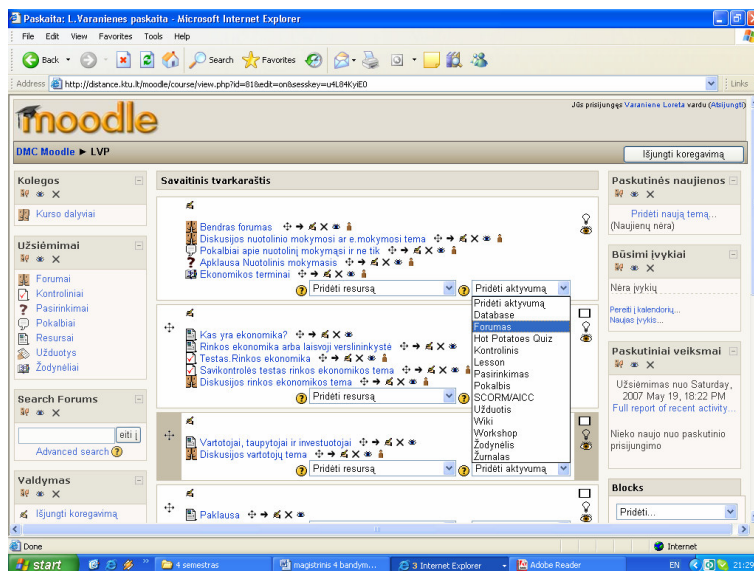 Paskaita: L.Varanienes paskaita - Microsoft Internet Explorer
File Edit View Favorites Tools Help
Back Search Favorites
Address http://distance.ktu.lt/moodle/course/view.php?id=81&edit=on&sesskey=u4L84KyiE0 Links
moodle
Jūs prisijungęs Varaniene Loreta vardu (Atsijungti)
DMC Moodle ► LVP
Išjungti koregavimą
Kolegos
Kurso dalyviai
Užsiėmimai
Forumai
Kontroliniai
Pasirinkimai
Pokalbiai
Resursai
Užduotys
Žodynėliai
Search Forums
eiti į
Advanced search
Valdymas
Išjungti koregavimą
Savaitinis tvarkaraštis
Bendras forumas
Diskusijos nuotolinio mokymosi ar e.mokymosi tema
Pokalbiai apie nuotolinį mokymąsi ir ne tik
Apklausa Nuotolinis mokymasis
Ekonomikos terminai
Pridėti resursą Pridėti aktyvumą
Pridėti aktyvumą
Database
Forumas
Hot Potatoes Quiz
Kontrolinis
Lesson
Pasirinkimas
Pokalbis
SCORM/AICC
Užduotis
Wiki
Workshop
Žodynėlis
Žurnalas
Kas yra ekonomika?
Rinkos ekonomika arba laisvoji verslininkystė
Testas.Rinkos ekonomika
Savikontrolės testas rinkos ekonomikos tema
Diskusijos rinkos ekonomikos tema
Pridėti resursą
Vartotojai, taupytojai ir investuotojai
Diskusijos vartotojų tema
Pridėti resursą Pridėti aktyvumą
Paklausa
Paskutinės naujienos
Pridėti naują temą...
(Naujienų nėra)
Būsimi įvykiai
Nėra įvykių
Pereiti į kalendorių...
Naujas įvykis...
Paskutiniai veiksmai
Užsiėmimas nuo Saturday,
2007 May 19, 18:22 PM
Full report of recent activity...
Nieko naujo nuo paskutinio
prisijungimo
Blocks
Pridėti...
Done Internet
start 4 semestras magistrinis 4 bandym... 3 Internet Explorer Adobe Reader EN